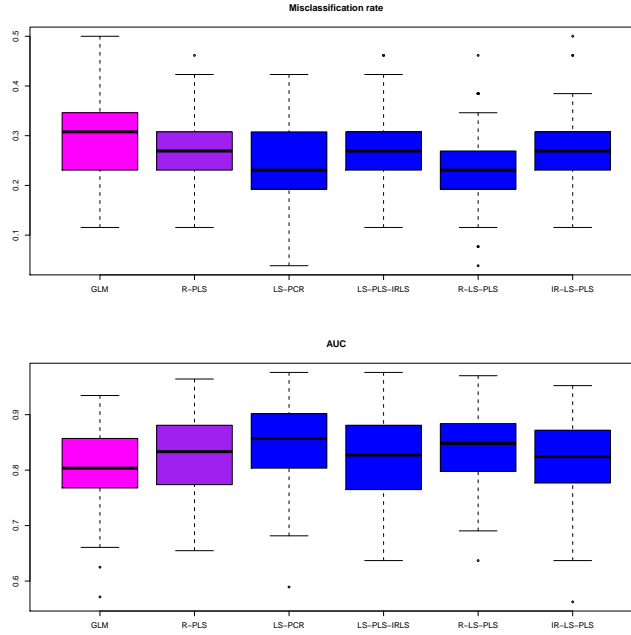 Misclassification rate
0.5
0.4
0.3
0.2
0.1
GLM R−PLS LS−PCR LS−PLS−IRLS R−LS−PLS IR−LS−PLS
AUC
0.9
0.8
0.7
0.6
GLM R−PLS LS−PCR LS−PLS−IRLS R−LS−PLS IR−LS−PLS